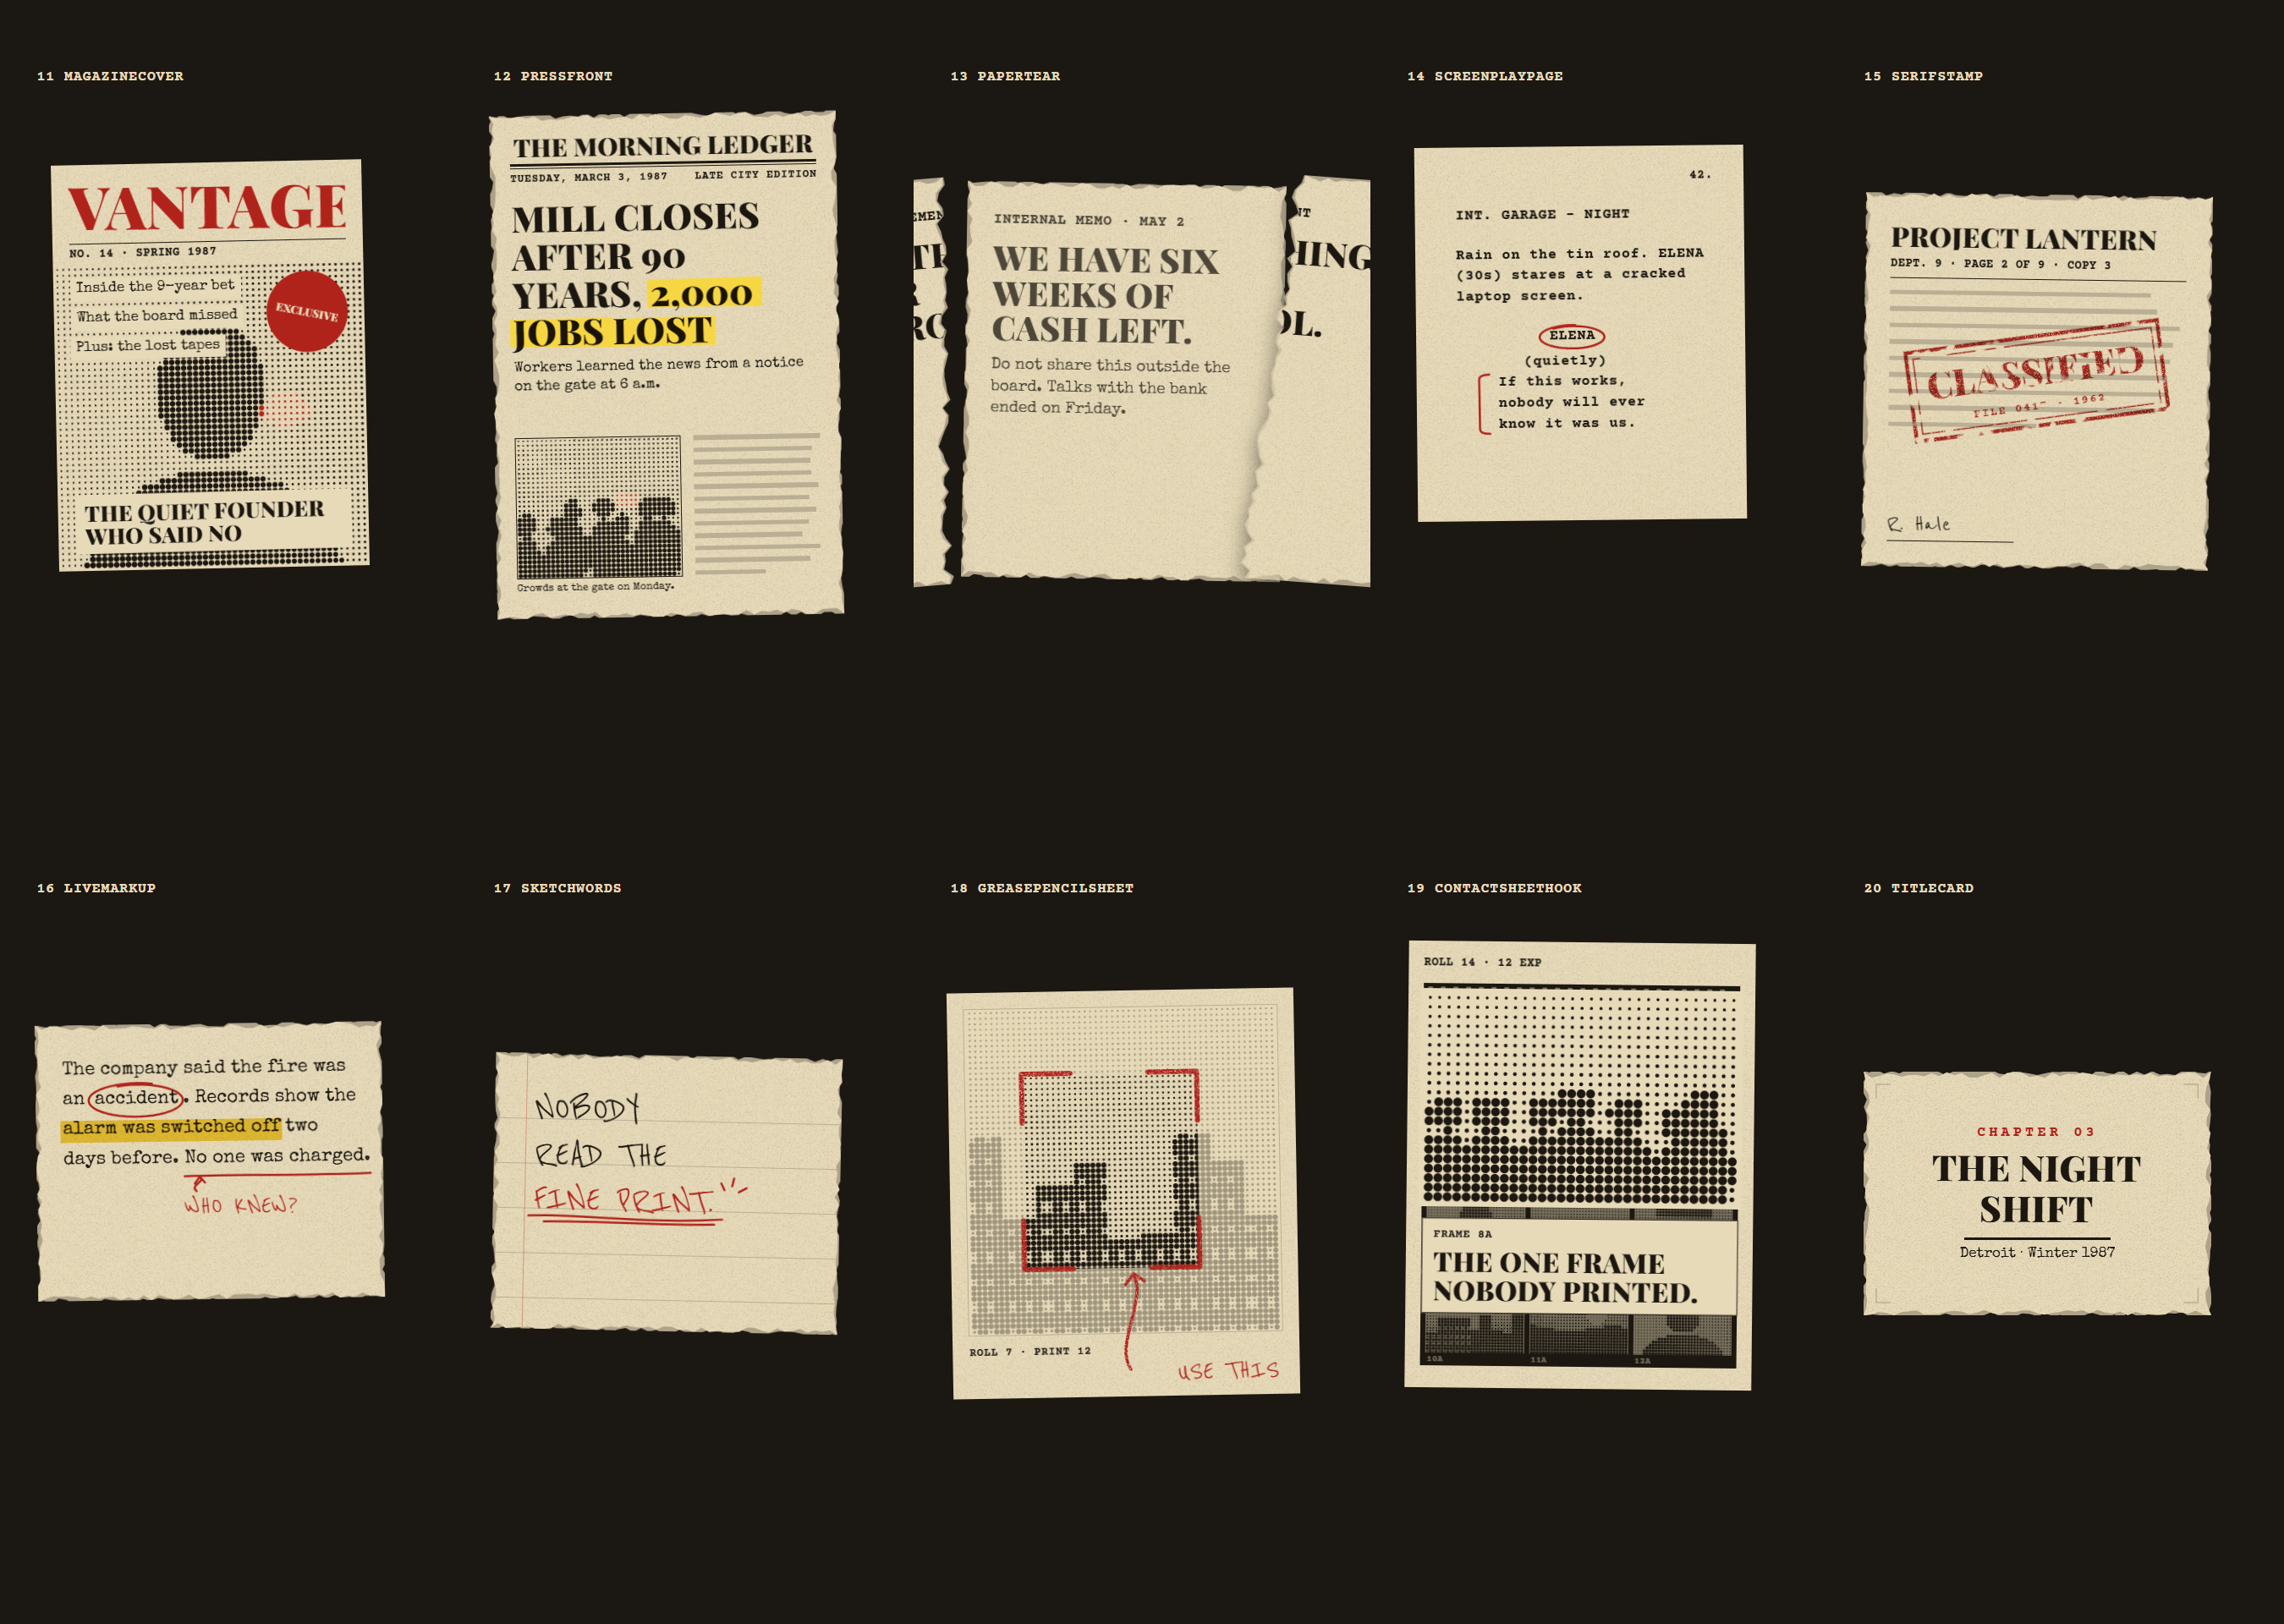 11 MAGAZINECOVER
VANTAGE
NO. 14 · SPRING 1987
Inside the 9-year bet
What the board missed
Plus: the lost tapes
EXCLUSIVE
THE QUIET FOUNDER
WHO SAID NO
12 PRESSFRONT
THE MORNING LEDGER
TUESDAY, MARCH 3, 1987 LATE CITY EDITION
MILL CLOSES
AFTER 90
YEARS, 2,000
JOBS LOST
Workers learned the news from a notice
on the gate at 6 a.m.
Crowds at the gate on Monday.
13 PAPERTEAR
INTERNAL MEMO · MAY 2
WE HAVE SIX
WEEKS OF
CASH LEFT.
Do not share this outside the
board. Talks with the bank
ended on Friday.
14 SCREENPLAYPAGE
42.
INT. GARAGE - NIGHT
Rain on the tin roof. ELENA
(30s) stares at a cracked
laptop screen.
ELENA
(quietly)
If this works,
nobody will ever
know it was us.
15 SERIFSTAMP
PROJECT LANTERN
DEPT. 9 · PAGE 2 OF 9 · COPY 3
CLASSIFIED
FILE · 1962
R. Hale
16 LIVEMARKUP
The company said the fire was
an accident. Records show the
alarm was switched off two
days before. No one was charged.
WHO KNEW?
17 SKETCHWORDS
NOBODY
READ THE
FINE PRINT.
18 GREASEPENCILSHEET
ROLL 7 · PRINT 12
USE THIS
19 CONTACTSHEETHOOK
ROLL 14 · 12 EXP
FRAME 8A
THE ONE FRAME
NOBODY PRINTED.
10A 11A 12A
20 TITLECARD
CHAPTER 03
THE NIGHT
SHIFT
Detroit · Winter 1987